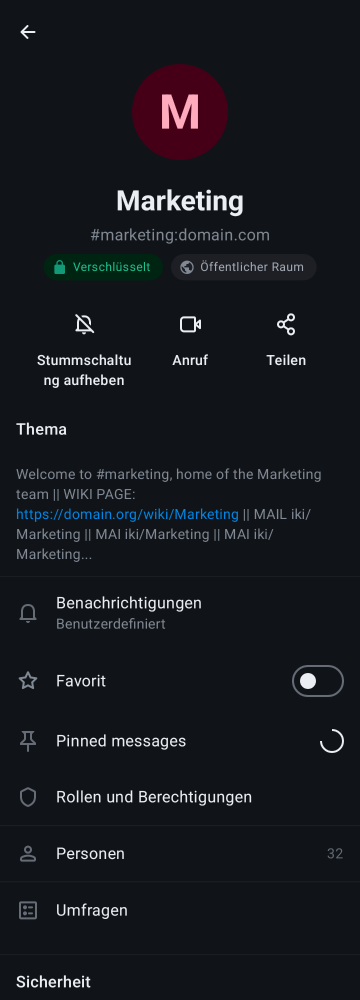 M
Marketing
#marketing:domain.com
Verschlüsselt
Öffentlicher Raum
Stummschaltu
ng aufheben
Anruf
Teilen
Thema
Welcome to #marketing, home of the Marketing
team || WIKI PAGE:
https://domain.org/wiki/Marketing || MAIL iki/
Marketing || MAI iki/Marketing || MAI iki/
Marketing...
Benachrichtigungen
Benutzerdefiniert
Favorit
Pinned messages
Rollen und Berechtigungen
Personen
32
Umfragen
Sicherheit